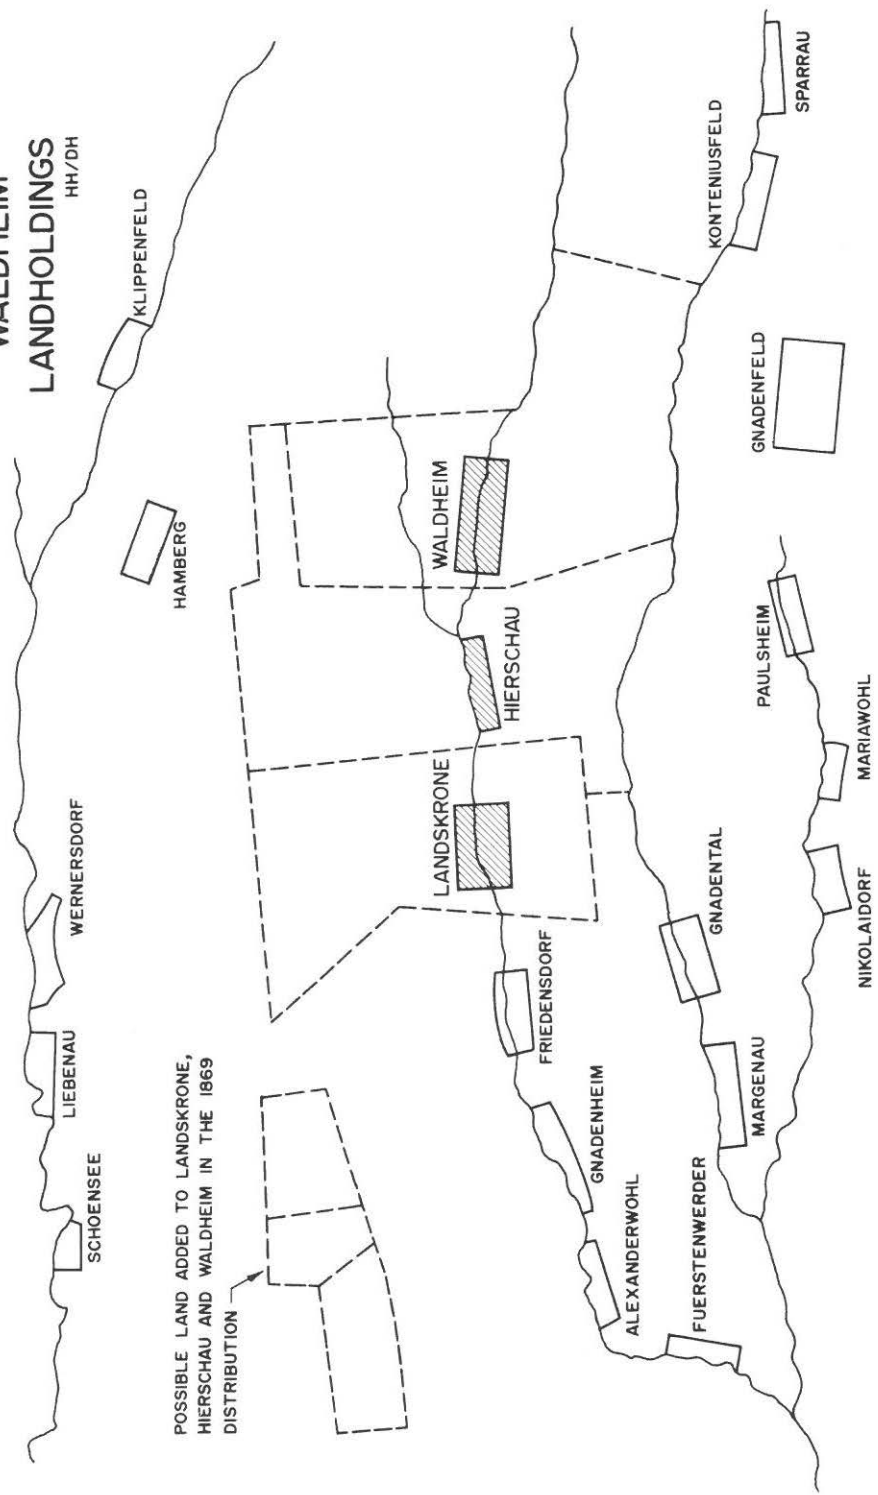 WALDHEIM
LANDHOLDINGS
HH/DH
KLIPPENFELD
HAMBERG
WERNERSDORF
LIEBENAU
SCHOENSEE
POSSIBLE LAND ADDED TO LANDSKRONE,
HIERSCHAU AND WALDHEIM IN THE 1869
DISTRIBUTION
WALDHEIM
HIERSCHAU
LANDSKRONE
FRIEDENSDORF
GNADENHEIM
ALEXANDERWOHL
FUERSTENWERDER
MARGENAU
GNADENTAL
SPARRAU
KONTENIUSFELD
GNADENFELD
PAULSHEIM
MARIAWOHL
NIKOLAIDORF